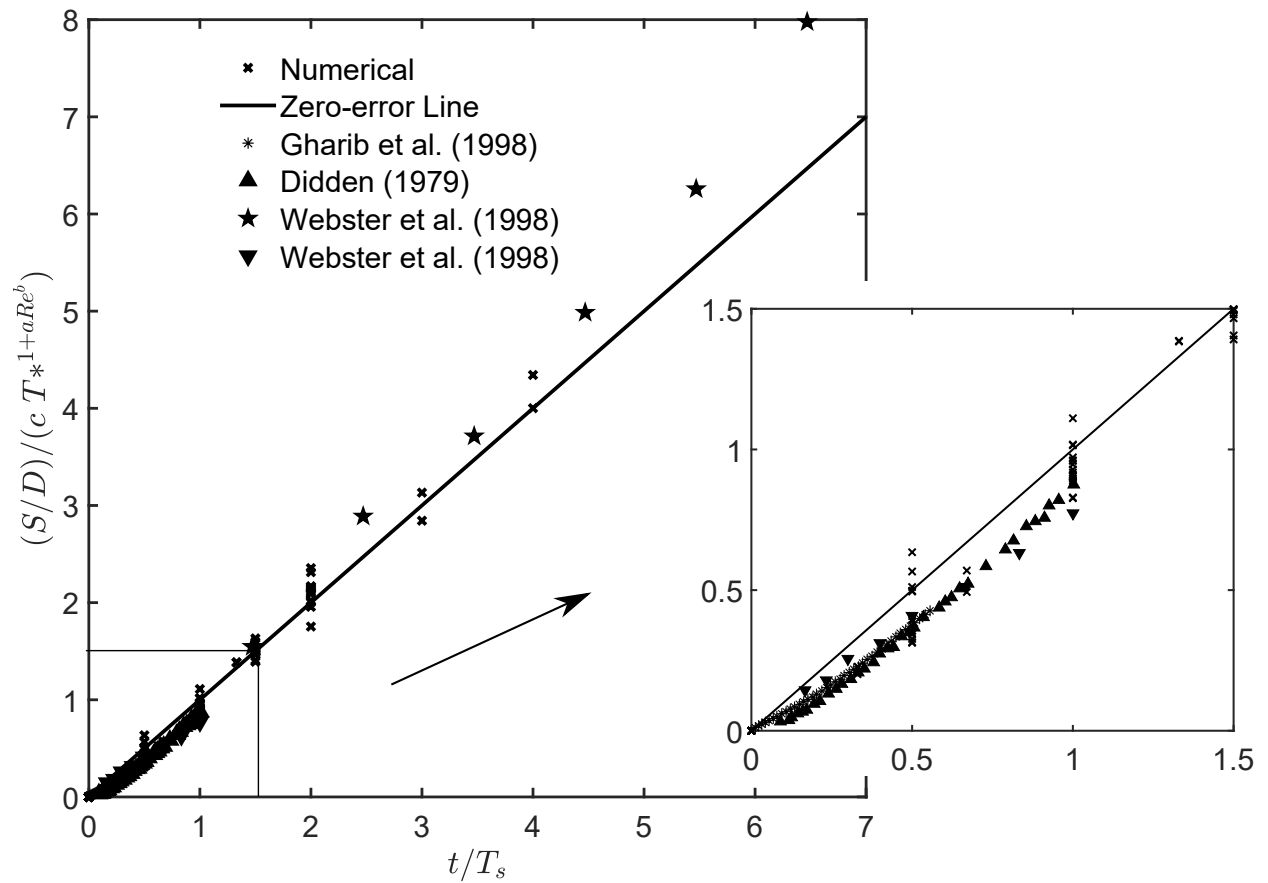 8
7
6
5
4
3
2
1
0
(S/D)/(c T*^{1+aRe^b})
Numerical
Zero-error Line
Gharib et al. (1998)
Didden (1979)
Webster et al. (1998)
Webster et al. (1998)
1.5
1
0.5
0
0 0.5 1 1.5
0 1 2 3 4 5 6 7
t/T_s